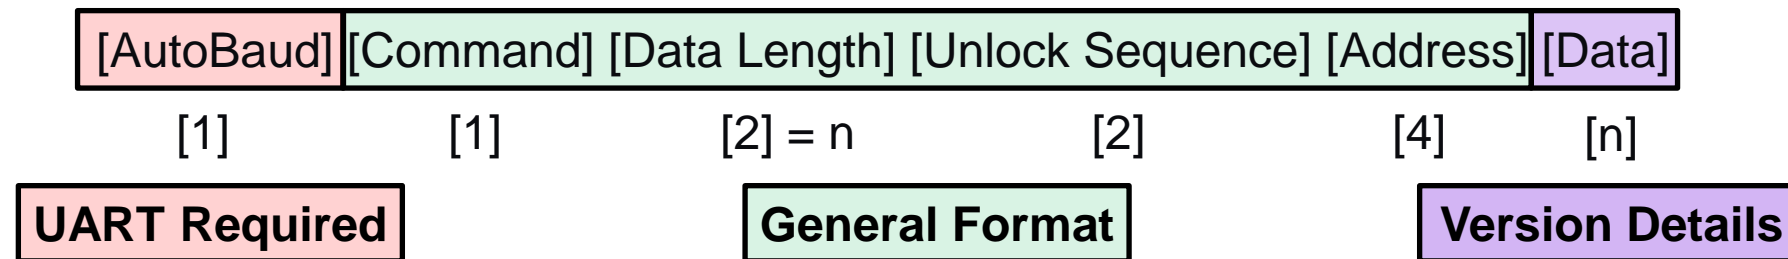 [AutoBaud] [Command] [Data Length] [Unlock Sequence] [Address] [Data]
[1] [1] [2] = n [2] [4] [n]
UART Required General Format Version Details